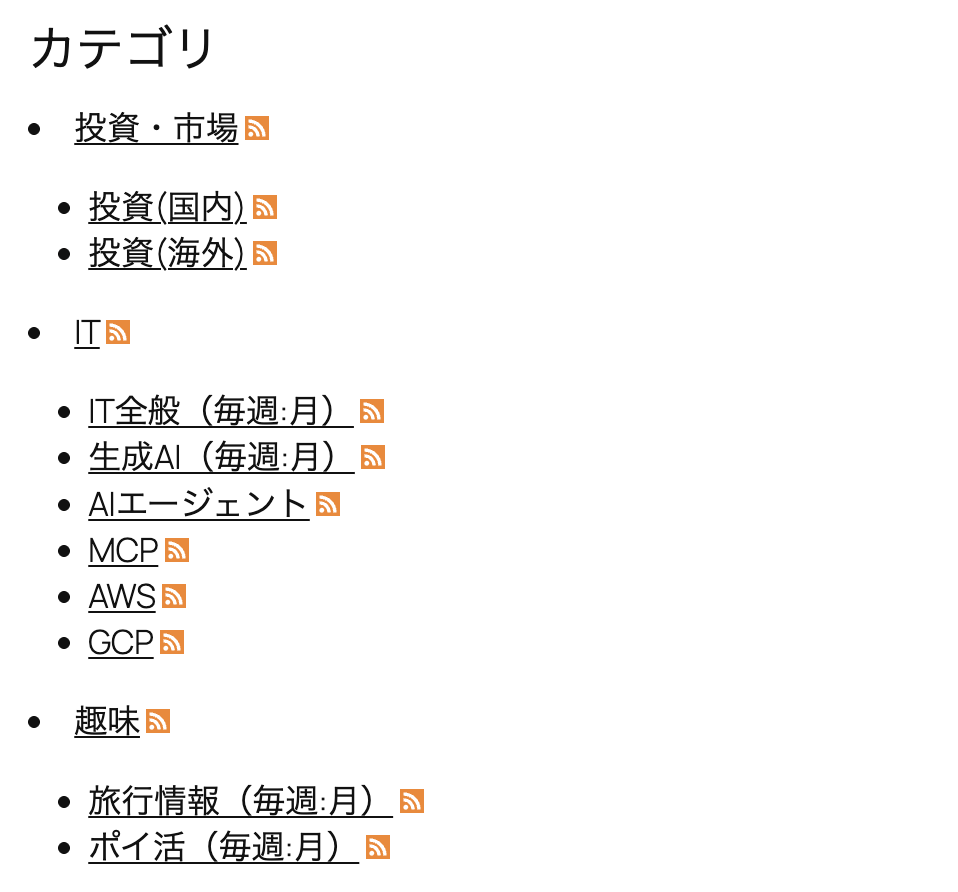 カテゴリ
投資・市場
投資(国内)
投資(海外)
IT
IT全般（毎週:月）
生成AI（毎週:月）
AIエージェント
MCP
AWS
GCP
趣味
旅行情報（毎週:月）
ポイ活（毎週:月）